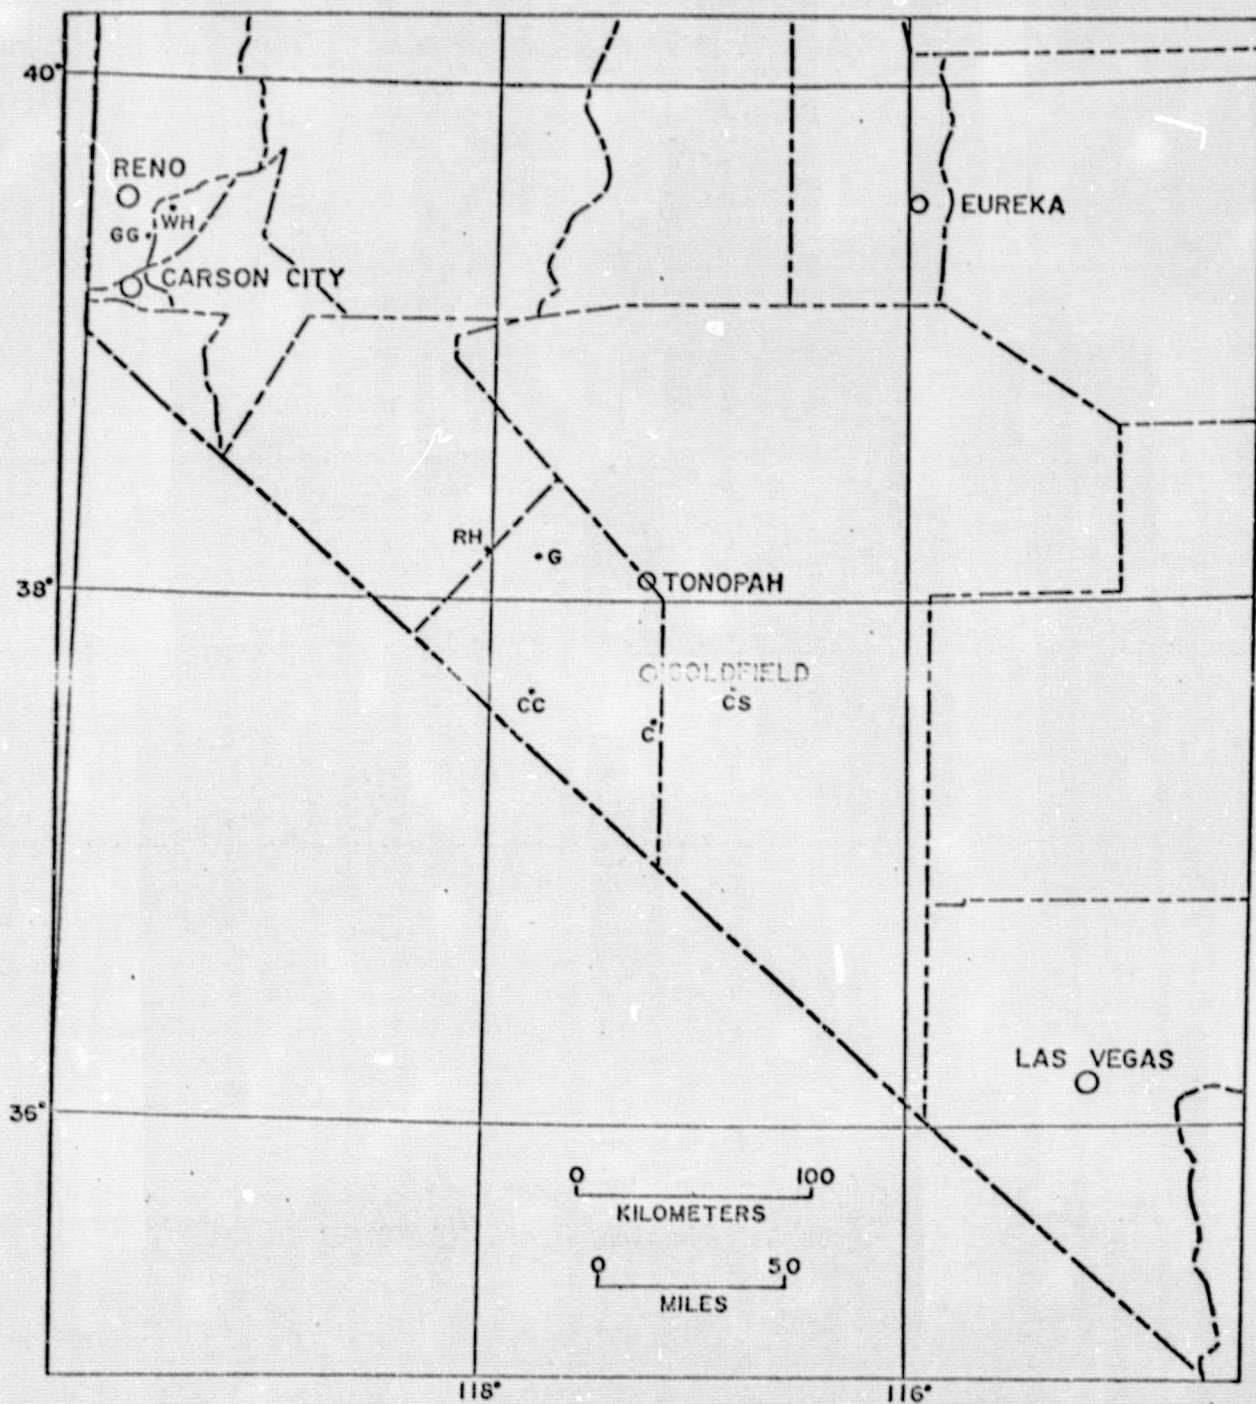 40°
RENO
WH
GG
EUREKA
CARSON CITY
RH
G
38°
TONOPAH
GOLDFIELD
CC
CS
C
LAS VEGAS
36°
0 100
KILOMETERS
0 50
MILES
118° 116°